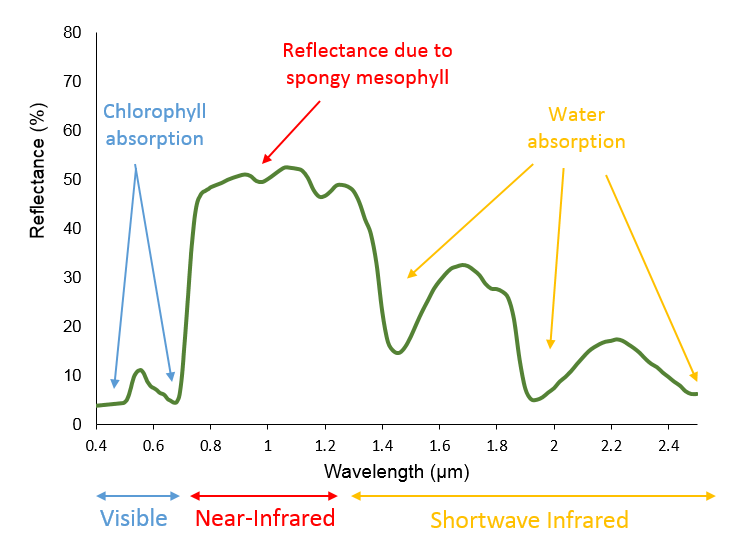 80
70
60
50
40
30
20
10
0
Reflectance (%)
Chlorophyll
absorption
Reflectance due to
spongy mesophyll
Water
absorption
0.4 0.6 0.8 1 1.2 1.4 1.6 1.8 2 2.2 2.4
Wavelength (µm)
Visible Near-Infrared Shortwave Infrared